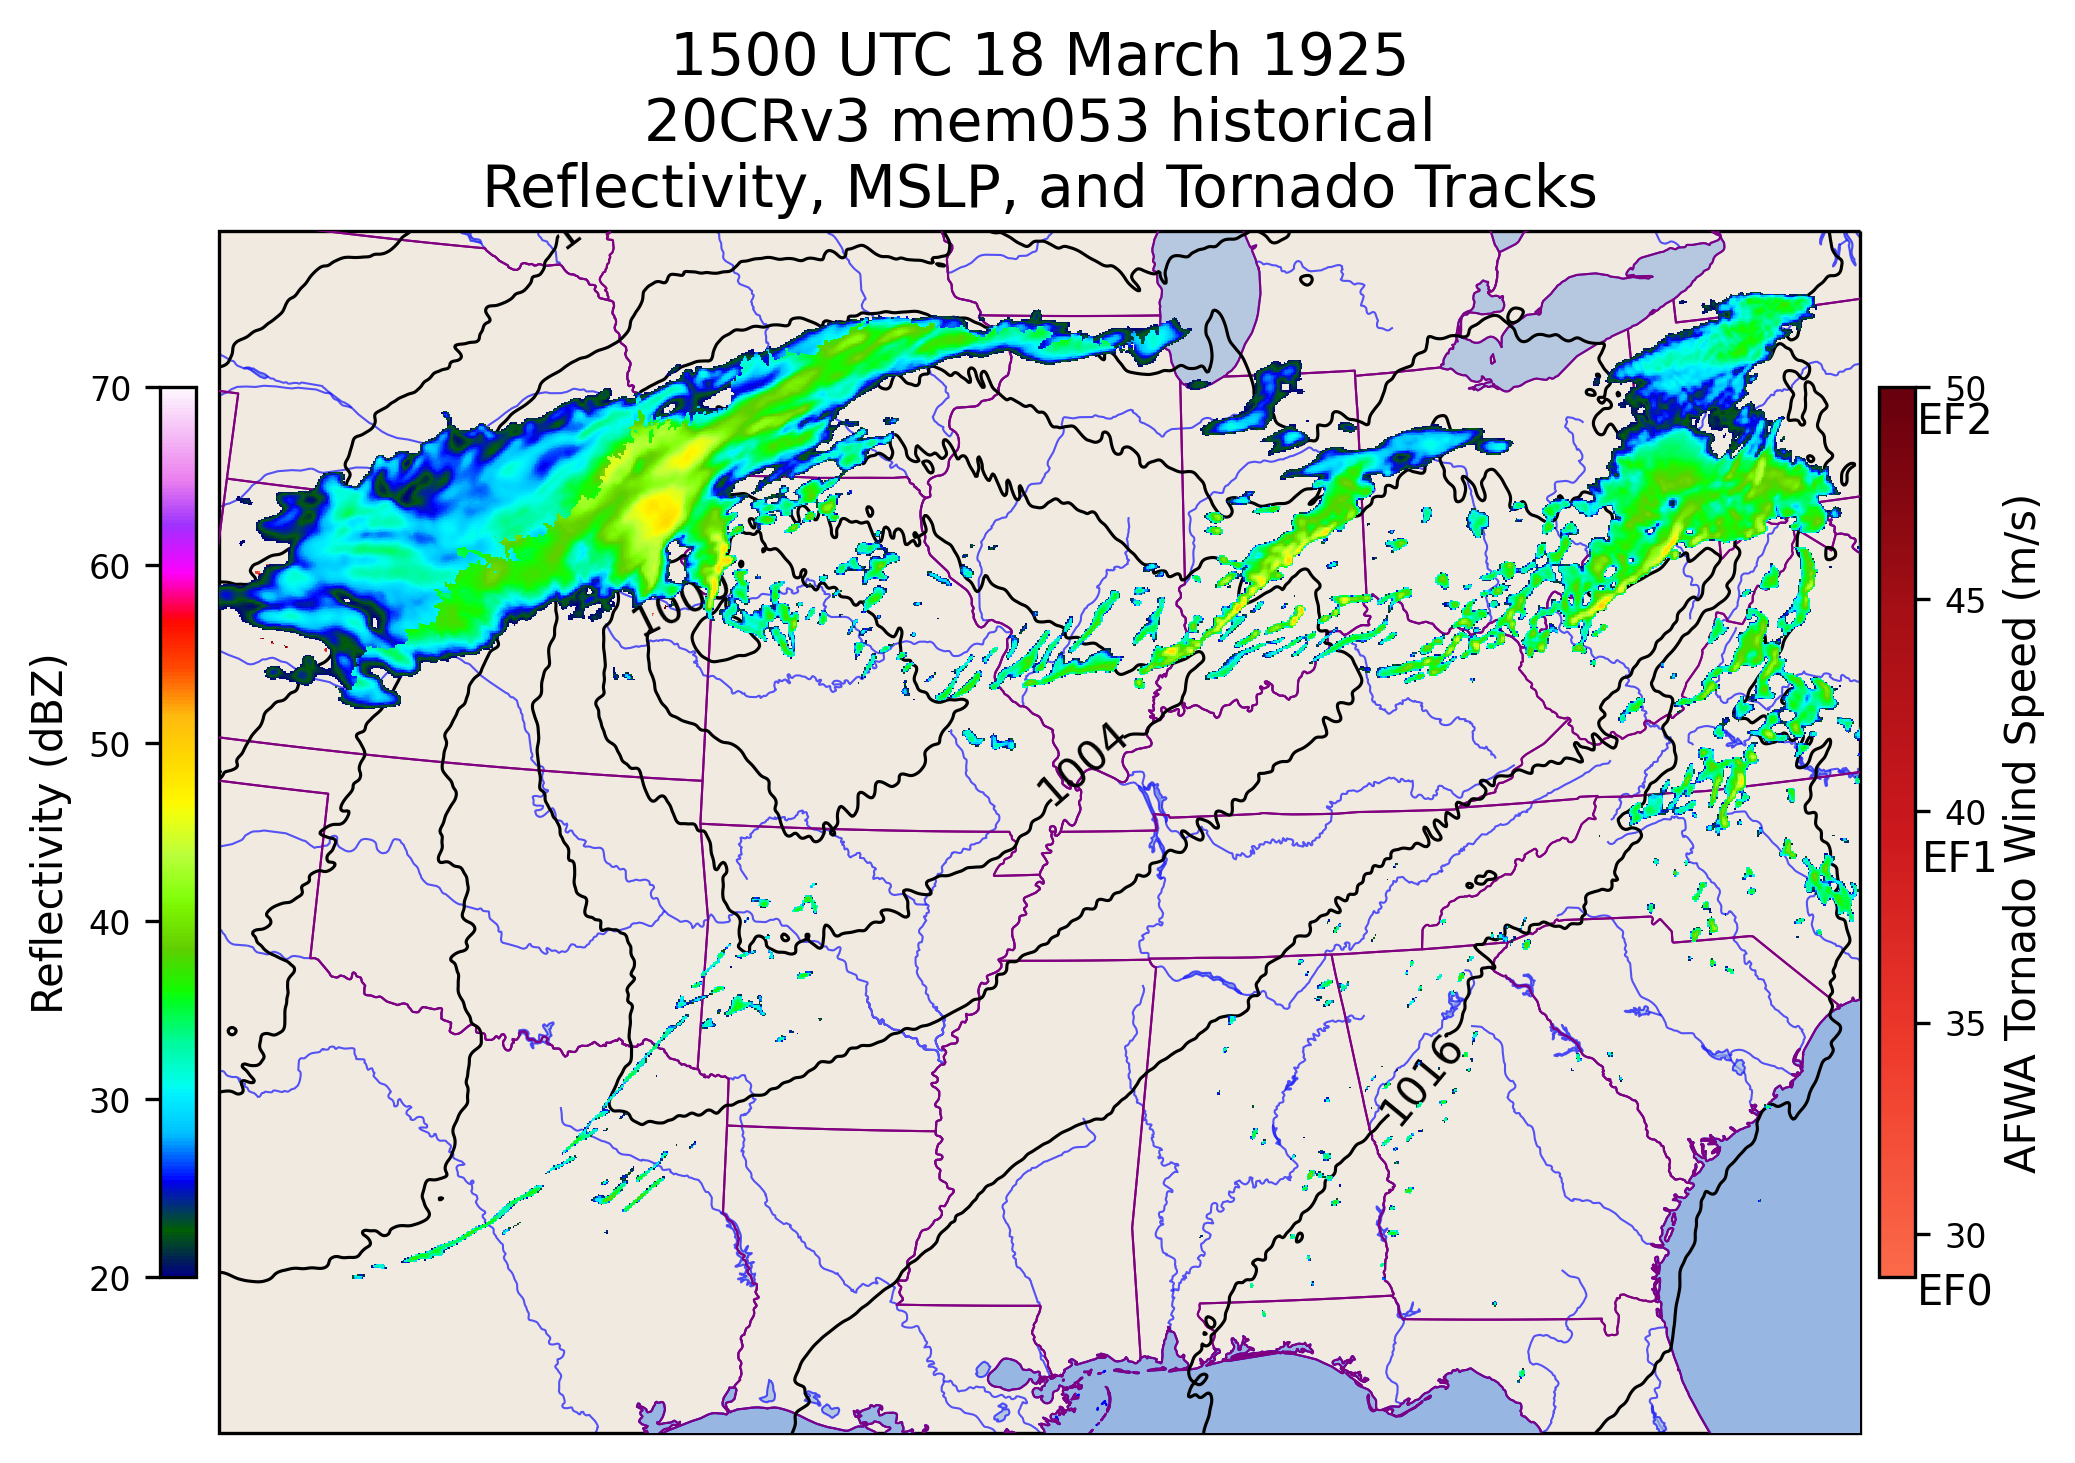 1500 UTC 18 March 1925
20CRv3 mem053 historical
Reflectivity, MSLP, and Tornado Tracks
70
60
50
40
30
20
Reflectivity (dBZ)
1004
1016
50
EF2
45
40
EF1
35
30
EF0
AFWA Tornado Wind Speed (m/s)